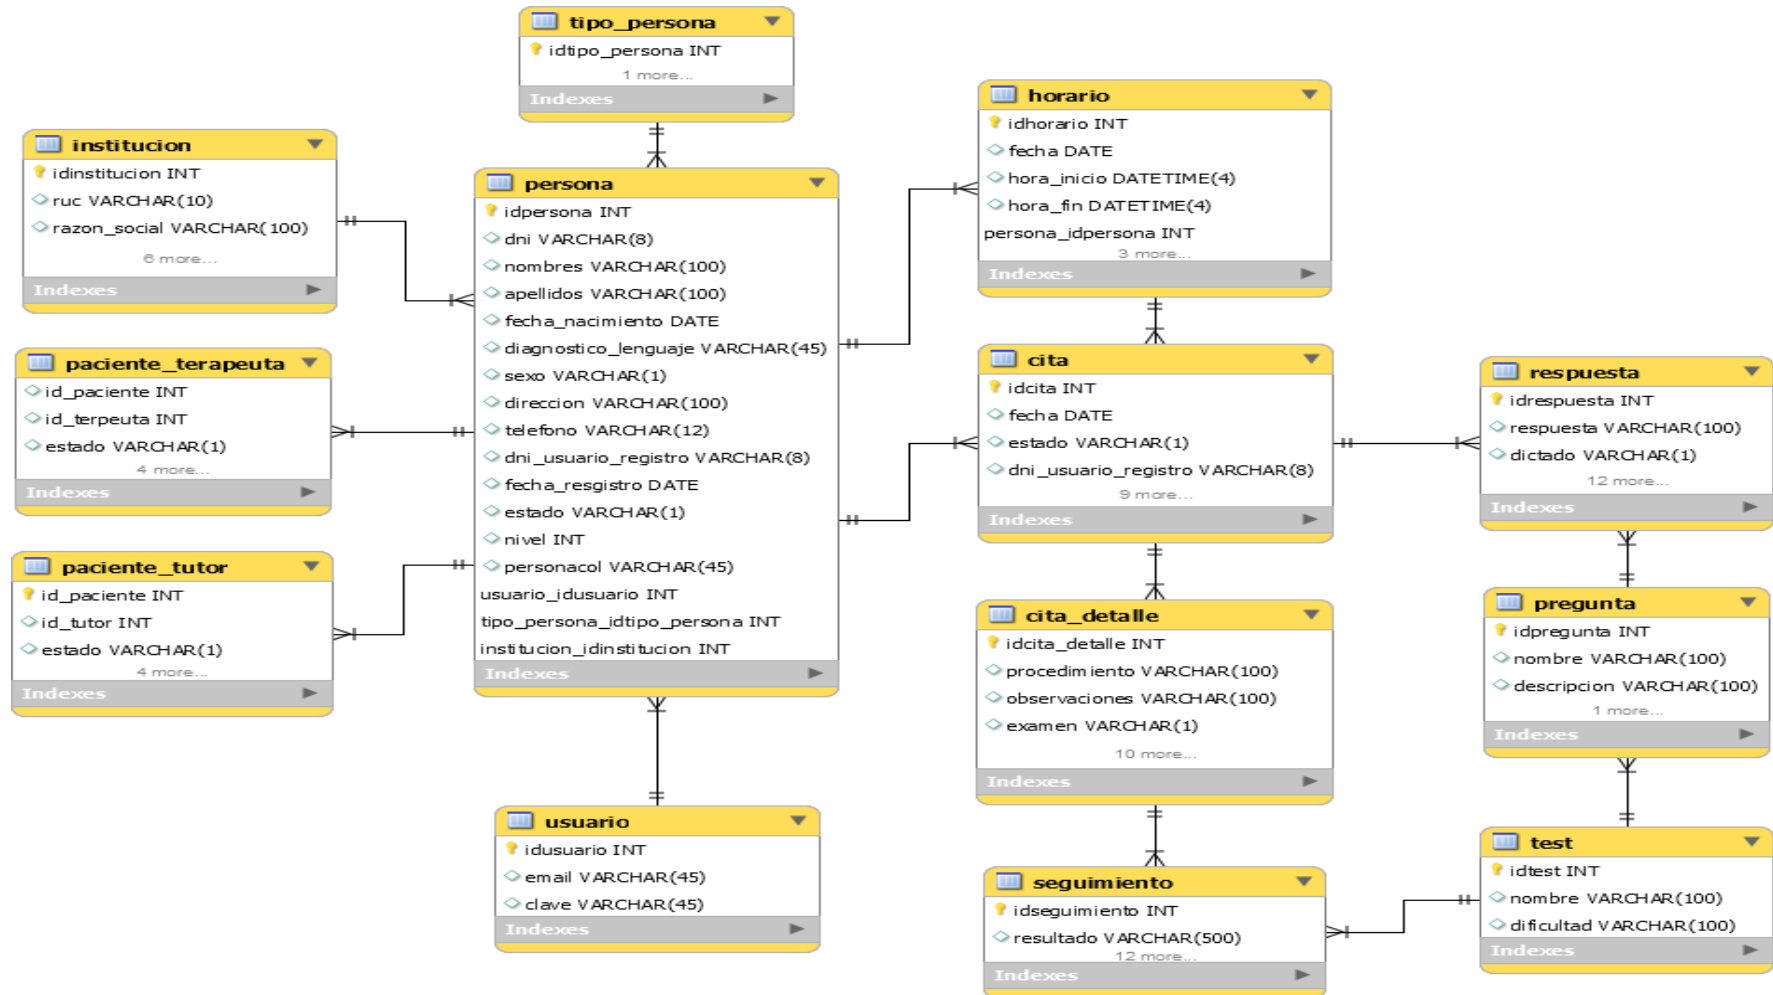 tipo_persona
idtipo_persona INT
1 more...
Indexes
institucion
idinstitucion INT
ruc VARCHAR(10)
razon_social VARCHAR(100)
6 more...
Indexes
paciente_terapeuta
id_paciente INT
id_terpeuta INT
estado VARCHAR(1)
4 more...
Indexes
paciente_tutor
id_paciente INT
id_tutor INT
estado VARCHAR(1)
4 more...
Indexes
persona
idpersona INT
dni VARCHAR(8)
nombres VARCHAR(100)
apellidos VARCHAR(100)
fecha_nacimiento DATE
diagnostico_lenguaje VARCHAR(45)
sexo VARCHAR(1)
direccion VARCHAR(100)
telefono VARCHAR(12)
dni_usuario_registro VARCHAR(8)
fecha_resgistro DATE
estado VARCHAR(1)
nivel INT
personacol VARCHAR(45)
usuario_idusuario INT
tipo_persona_idtipo_persona INT
institucion_idinstitucion INT
Indexes
usuario
idusuario INT
email VARCHAR(45)
clave VARCHAR(45)
Indexes
horario
idhorario INT
fecha DATE
hora_inicio DATETIME(4)
hora_fin DATETIME(4)
persona_idpersona INT
3 more...
Indexes
cita
idcita INT
fecha DATE
estado VARCHAR(1)
dni_usuario_registro VARCHAR(8)
9 more...
Indexes
cita_detalle
idcita_detalle INT
procedimiento VARCHAR(100)
observaciones VARCHAR(100)
examen VARCHAR(1)
10 more...
Indexes
seguimiento
idseguimiento INT
resultado VARCHAR(500)
12 more...
Indexes
respuesta
idrespuesta INT
respuesta VARCHAR(100)
dictado VARCHAR(1)
12 more...
Indexes
pregunta
idpregunta INT
nombre VARCHAR(100)
descripcion VARCHAR(100)
1 more...
Indexes
test
idtest INT
nombre VARCHAR(100)
dificultad VARCHAR(100)
Indexes